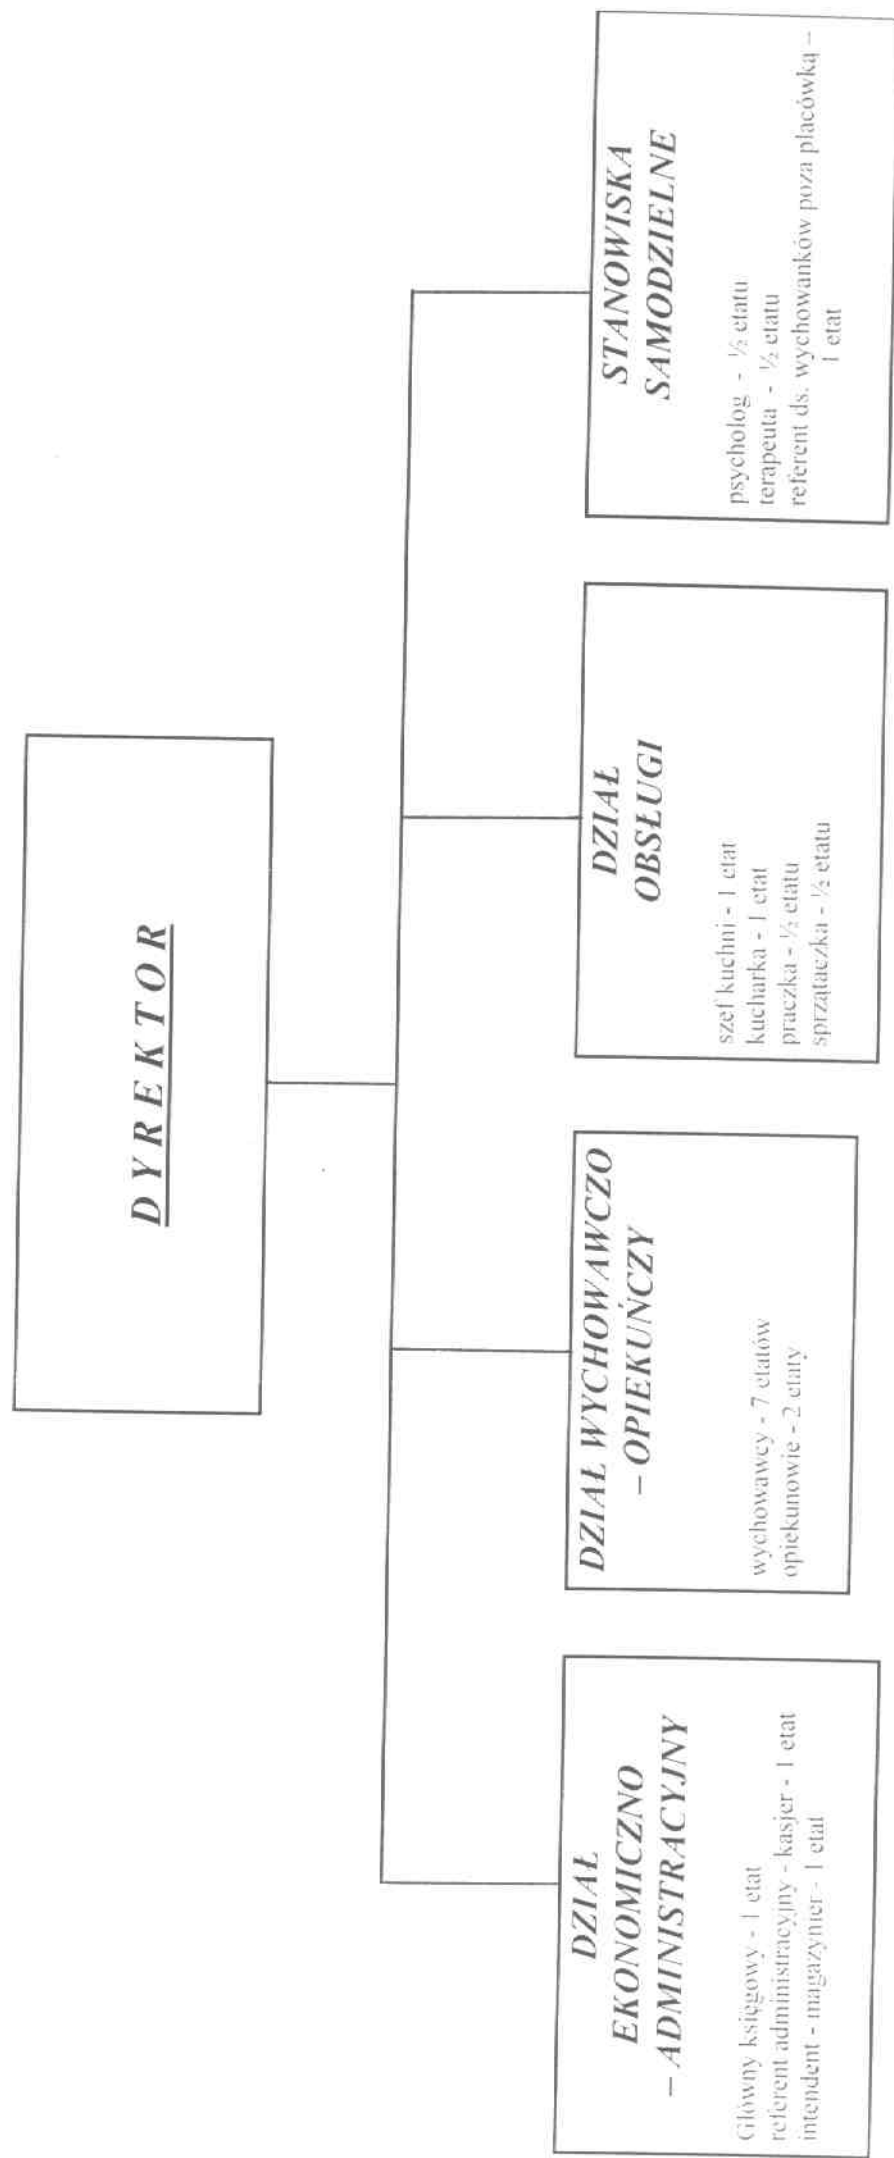 DYREKTOR
DZIAŁ
EKONOMICZNO
– ADMINISTRACYJNY
Główny księgowy - 1 etat
referent administracyjny - kasjer - 1 etat
intendent - magazynier - 1 etat
DZIAŁ WYCHOWAWCZO
– OPIEKUŃCZY
wychowawcy - 7 etatów
opiekunowie - 2 etaty
DZIAŁ
OBSŁUGI
szef kuchni - 1 etat
kucharka - 1 etat
praczka - ½ etatu
sprzątaczka - ½ etatu
STANOWISKA
SAMODZIELNE
psycholog - ½ etatu
terapeuta - ½ etatu
referent ds. wychowanków poza placówką –
1 etat